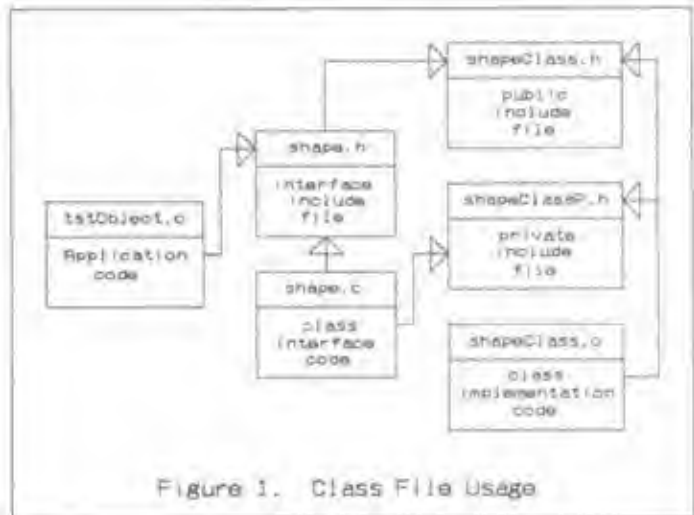 shapeClass.h
public
include
file
shape.h
interface
include
file
tstObject.c
Application
code
shapeClassP.h
private
include
file
shape.c
class
interface
code
shapeClass.c
class
implementation
code
Figure 1. Class File Usage